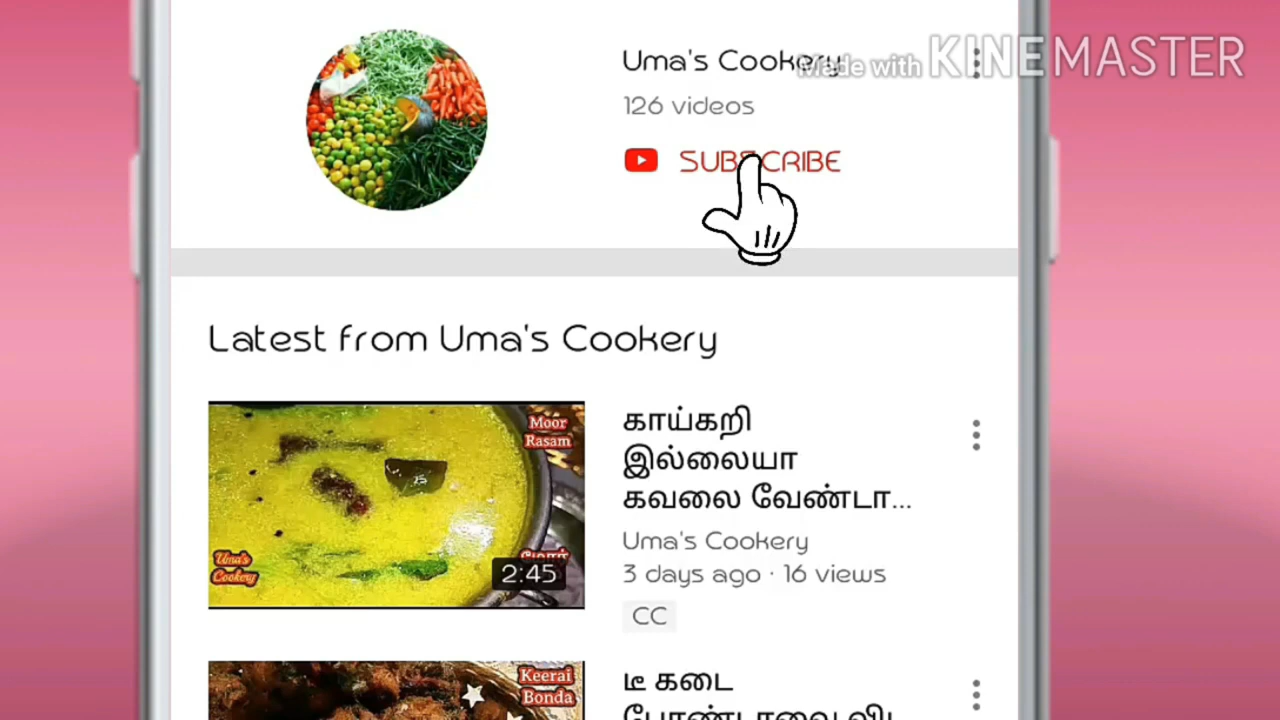 Uma's Cookery
Made with KINEMASTER
126 videos
SUBSCRIBE
Latest from Uma's Cookery
Moor
Rasam
Uma's
Cookery
மோர்
2:45
காய்கறி
இல்லையா
கவலை வேண்டா...
Uma's Cookery
3 days ago · 16 views
CC
Keerai
Bonda
டீ கடை